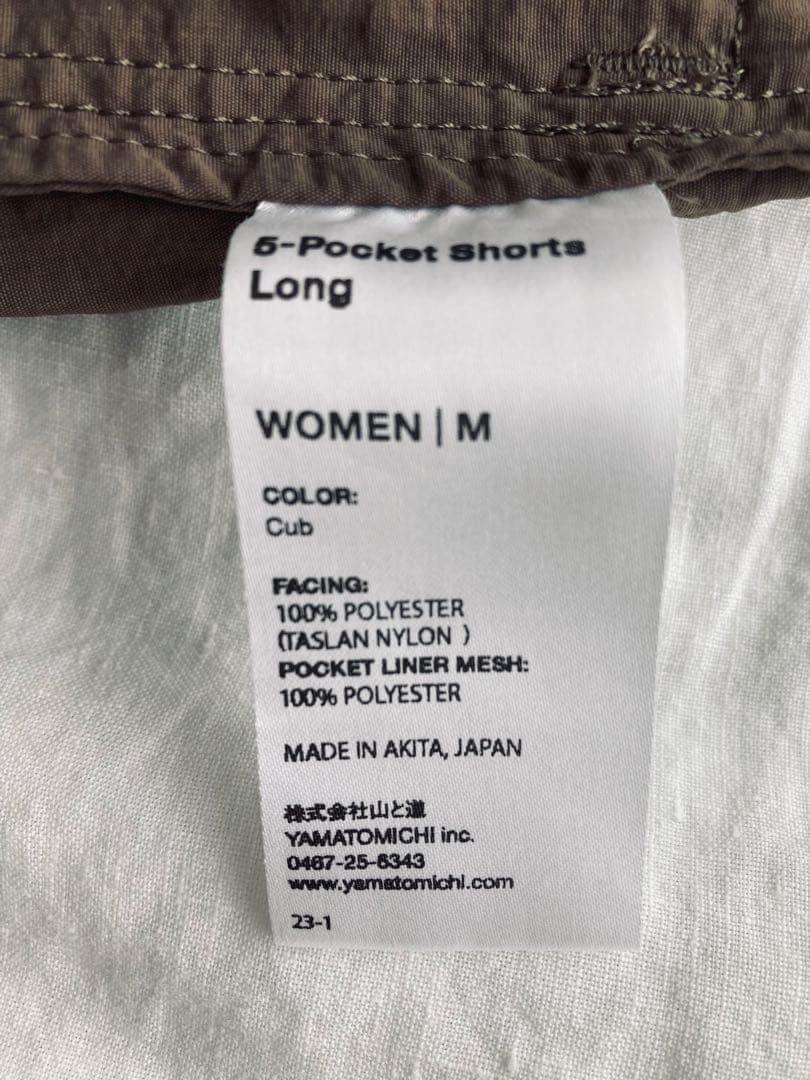 5-Pocket Shorts
Long
WOMEN | M
COLOR:
Cub
FACING:
100% POLYESTER
(TASLAN NYLON )
POCKET LINER MESH:
100% POLYESTER
MADE IN AKITA, JAPAN
株式会社山と道
YAMATOMICHI inc.
0467-25-6343
www.yamatomichi.com
23-1